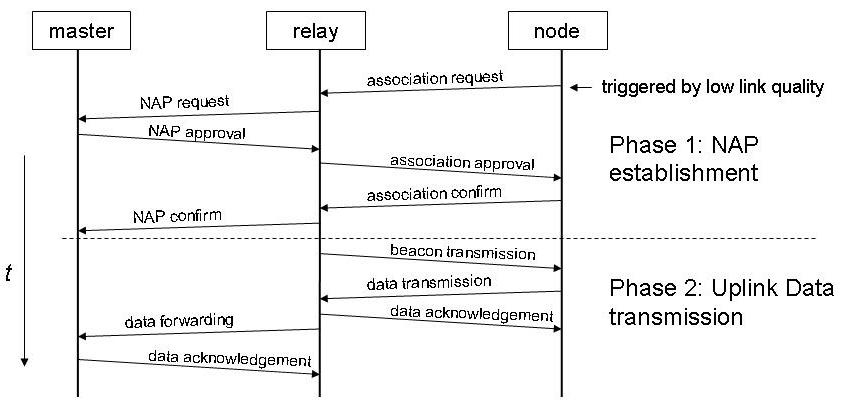 master
relay
node
association request
triggered by low link quality
NAP request
NAP approval
Phase 1: NAP
establishment
association approval
association confirm
NAP confirm
beacon transmission
t
data transmission
Phase 2: Uplink Data
transmission
data acknowledgement
data forwarding
data acknowledgement